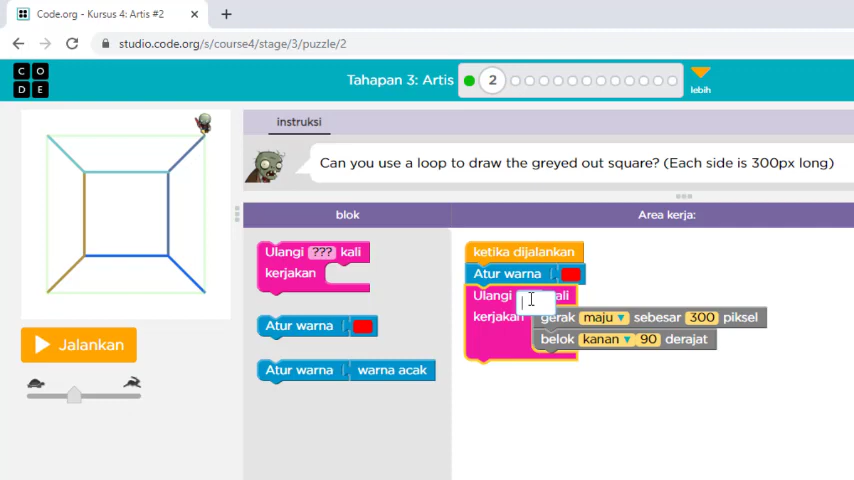 Code.org - Kursus 4: Artis #2
studio.code.org/s/course4/stage/3/puzzle/2
C O
D E
Tahapan 3: Artis
2
lebih
instruksi
Can you use a loop to draw the greyed out square? (Each side is 300px long)
blok
Area kerja:
Ulangi ??? kali
kerjakan
Atur warna
Atur warna warna acak
ketika dijalankan
Atur warna
Ulangi kali
kerjakan
gerak maju sebesar 300 piksel
belok kanan 90 derajat
Jalankan